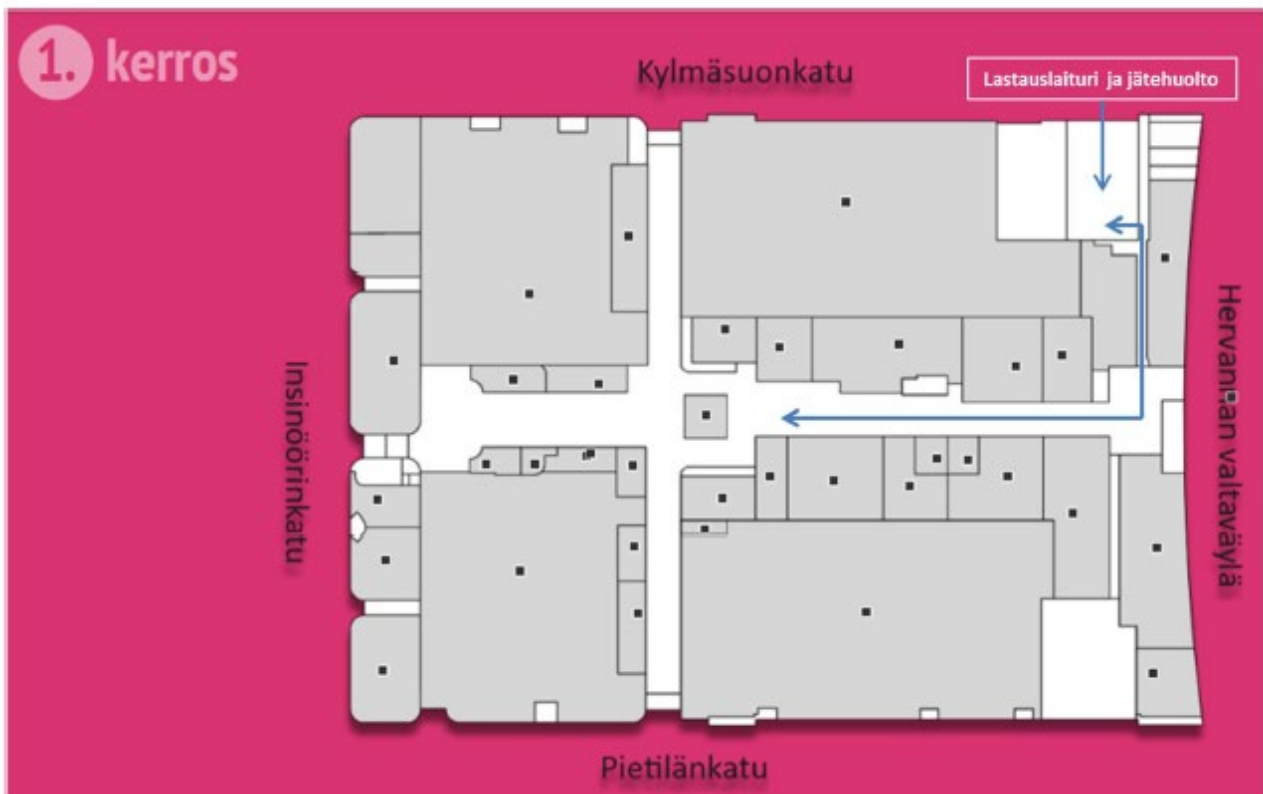 1. kerros
Kylmäsuonkatu
Lastauslaituri ja jätehuolto
Insinöörinkatu
Hervannan valtaväylä
Pietilänkatu